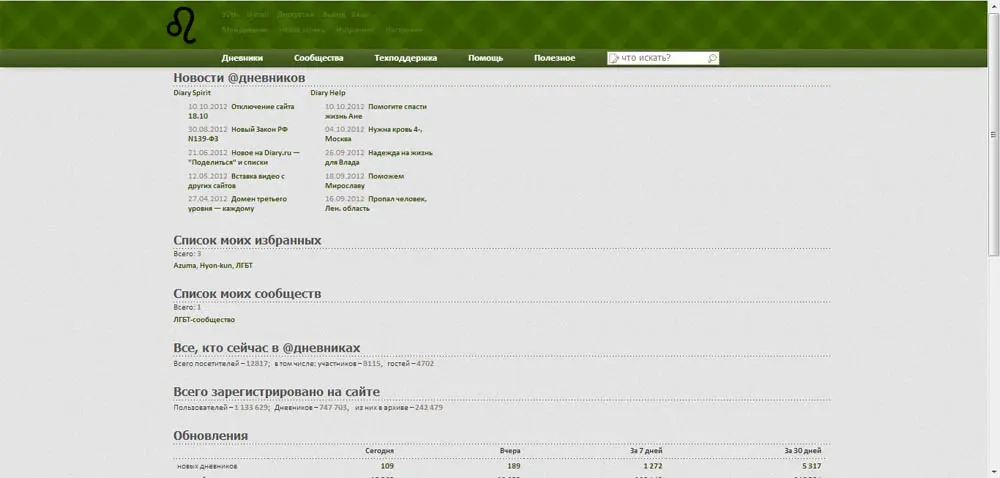 Дневники Сообщества Техподдержка Помощь Полезное что искать?
Новости @дневников
Diary Spirit Diary Help
10.10.2012 Отключение сайта 10.10.2012 Помогите спасти
18.10 жизнь Ане
30.08.2012 Новый Закон РФ 04.10.2012 Нужна кровь 4-,
N139-ФЗ Москва
21.06.2012 Новое на Diary.ru — 26.09.2012 Надежда на жизнь
"Поделиться" и списки для Влада
12.05.2012 Вставка видео с 18.09.2012 Поможем
других сайтов Мирославу
27.04.2012 Домен третьего 16.09.2012 Пропал человек,
уровня — каждому Лен. область
Список моих избранных
Всего: 3
Azuma, Hyon-kun, ЛГБТ
Список моих сообществ
Всего: 1
ЛГБТ-сообщество
Все, кто сейчас в @дневниках
Всего посетителей – 12817; в том числе: участников – 8115, гостей – 4702
Всего зарегистрировано на сайте
Пользователей – 1 133 629; Дневников – 747 703, из них в архиве – 242 479
Обновления
Сегодня Вчера За 7 дней За 30 дней
новых дневников 109 189 1 272 5 317